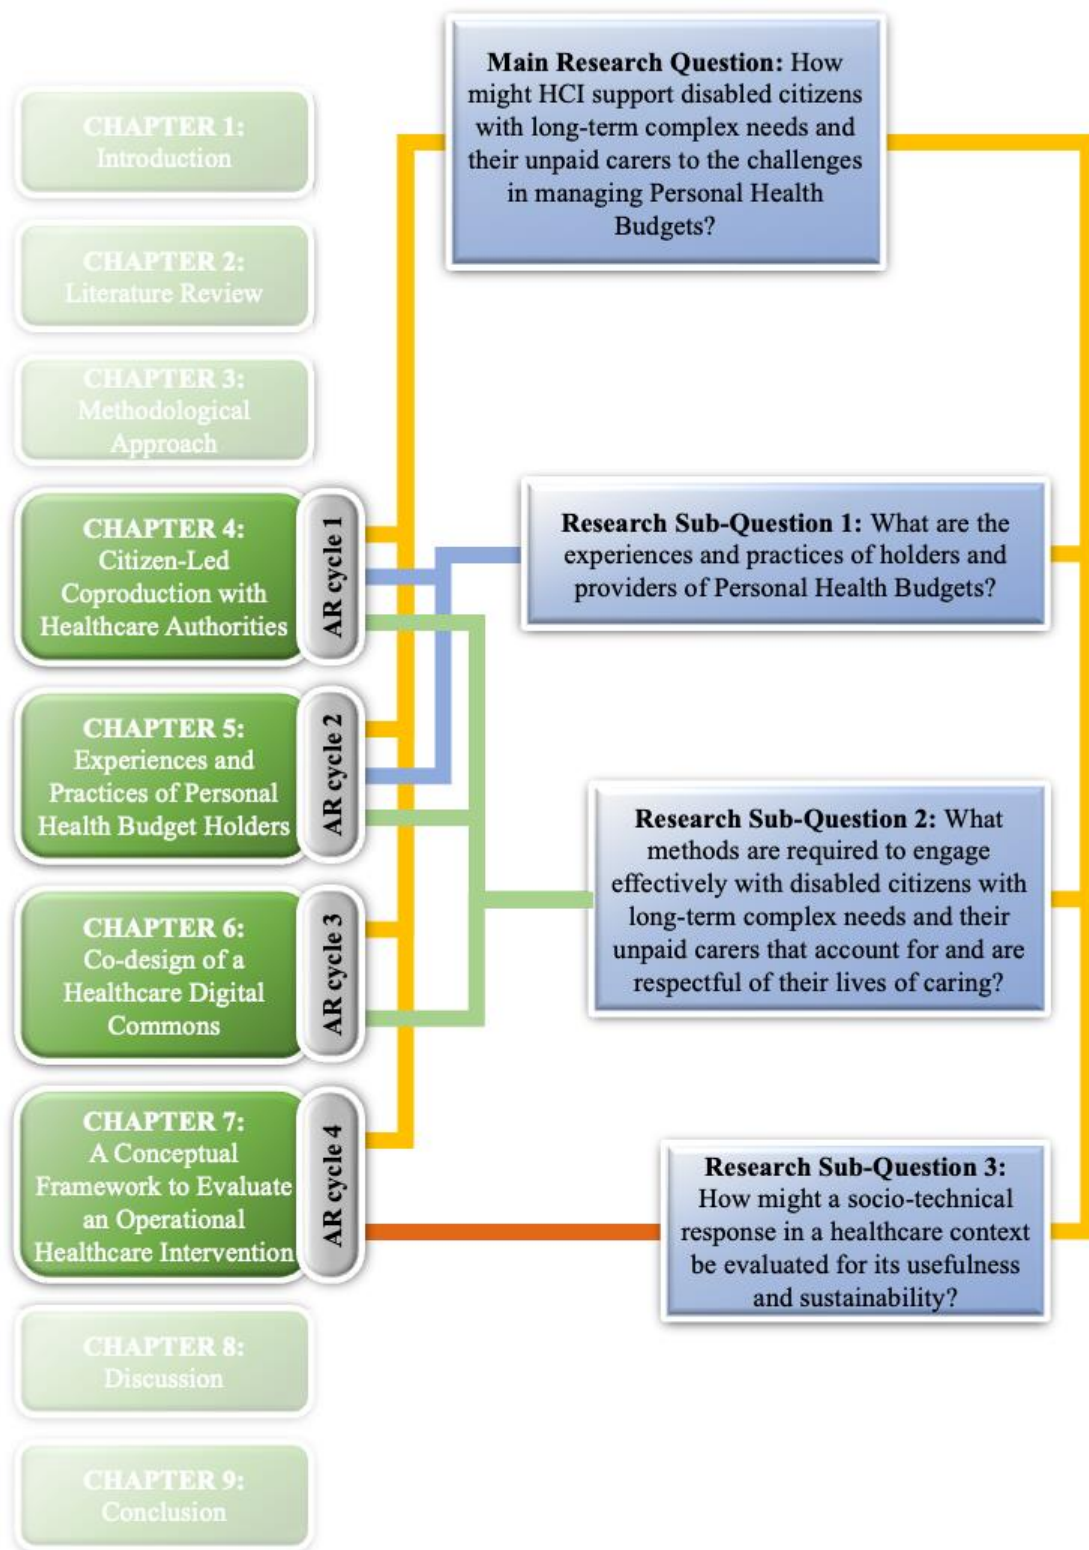 Main Research Question: How
might HCI support disabled citizens
with long-term complex needs and
their unpaid carers to the challenges
in managing Personal Health
Budgets?
CHAPTER 1:
Introduction
CHAPTER 2:
Literature Review
CHAPTER 3:
Methodological
Approach
CHAPTER 4:
Citizen-Led
Coproduction with
Healthcare Authorities
AR cycle 1
Research Sub-Question 1: What are the
experiences and practices of holders and
providers of Personal Health Budgets?
CHAPTER 5:
Experiences and
Practices of Personal
Health Budget Holders
AR cycle 2
Research Sub-Question 2: What
methods are required to engage
effectively with disabled citizens with
long-term complex needs and their
unpaid carers that account for and are
respectful of their lives of caring?
CHAPTER 6:
Co-design of a
Healthcare Digital
Commons
AR cycle 3
CHAPTER 7:
A Conceptual
Framework to Evaluate
an Operational
Healthcare Intervention
AR cycle 4
Research Sub-Question 3:
How might a socio-technical
response in a healthcare context
be evaluated for its usefulness
and sustainability?
CHAPTER 8:
Discussion
CHAPTER 9:
Conclusion